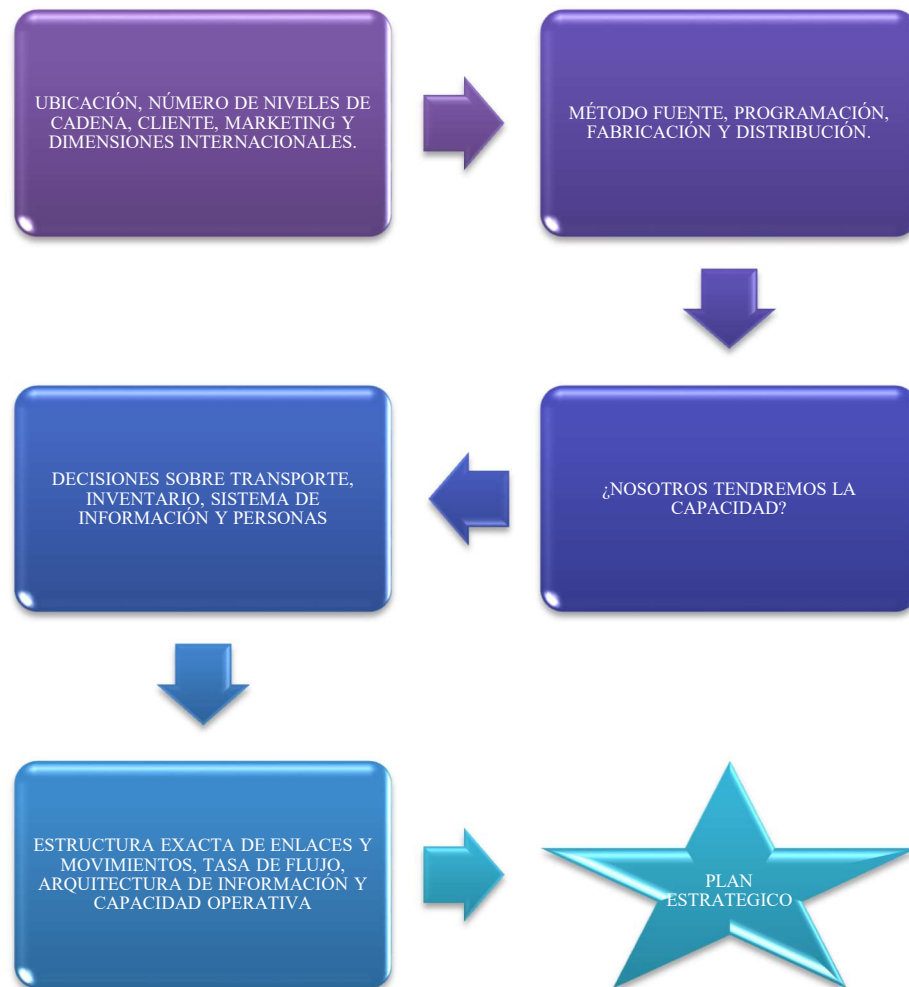 UBICACIÓN, NÚMERO DE NIVELES DE
CADENA, CLIENTE, MARKETING Y
DIMENSIONES INTERNACIONALES.
MÉTODO FUENTE, PROGRAMACIÓN,
FABRICACIÓN Y DISTRIBUCIÓN.
¿NOSOTROS TENDREMOS LA
CAPACIDAD?
DECISIONES SOBRE TRANSPORTE,
INVENTARIO, SISTEMA DE
INFORMACIÓN Y PERSONAS
ESTRUCTURA EXACTA DE ENLACES Y
MOVIMIENTOS, TASA DE FLUJO,
ARQUITECTURA DE INFORMACIÓN Y
CAPACIDAD OPERATIVA
PLAN
ESTRATEGICO